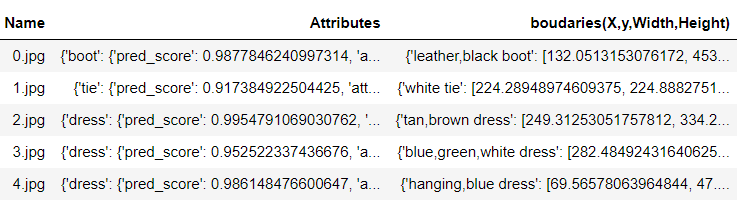 Name Attributes boudaries(X,y,Width,Height)
0.jpg {'boot': {'pred_score': 0.9877846240997314, 'a... {'leather,black boot': [132.0513153076172, 453...
1.jpg {'tie': {'pred_score': 0.917384922504425, 'att... {'white tie': [224.28948974609375, 224.8882751...
2.jpg {'dress': {'pred_score': 0.9954791069030762, '... {'tan,brown dress': [249.31253051757812, 334.2...
3.jpg {'dress': {'pred_score': 0.952522337436676, 'a... {'blue,green,white dress': [282.48492431640625...
4.jpg {'dress': {'pred_score': 0.986148476600647, 'a... {'hanging,blue dress': [69.56578063964844, 47....